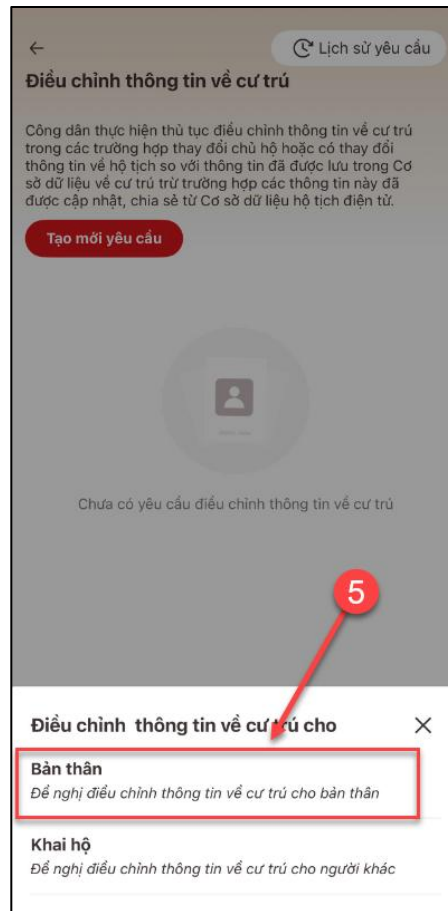 Lịch sử yêu cầu
Điều chỉnh thông tin về cư trú
Công dân thực hiện thủ tục điều chỉnh thông tin về cư trú
trong các trường hợp thay đổi chủ hộ hoặc có thay đổi
thông tin về hộ tịch so với thông tin đã được lưu trong Cơ
sở dữ liệu về cư trú trừ trường hợp các thông tin này đã
được cập nhật, chia sẻ từ Cơ sở dữ liệu hộ tịch điện tử.
Tạo mới yêu cầu
Chưa có yêu cầu điều chỉnh thông tin về cư trú
5
Điều chỉnh thông tin về cư trú cho
Bản thân
Đề nghị điều chỉnh thông tin về cư trú cho bản thân
Khai hộ
Đề nghị điều chỉnh thông tin về cư trú cho người khác